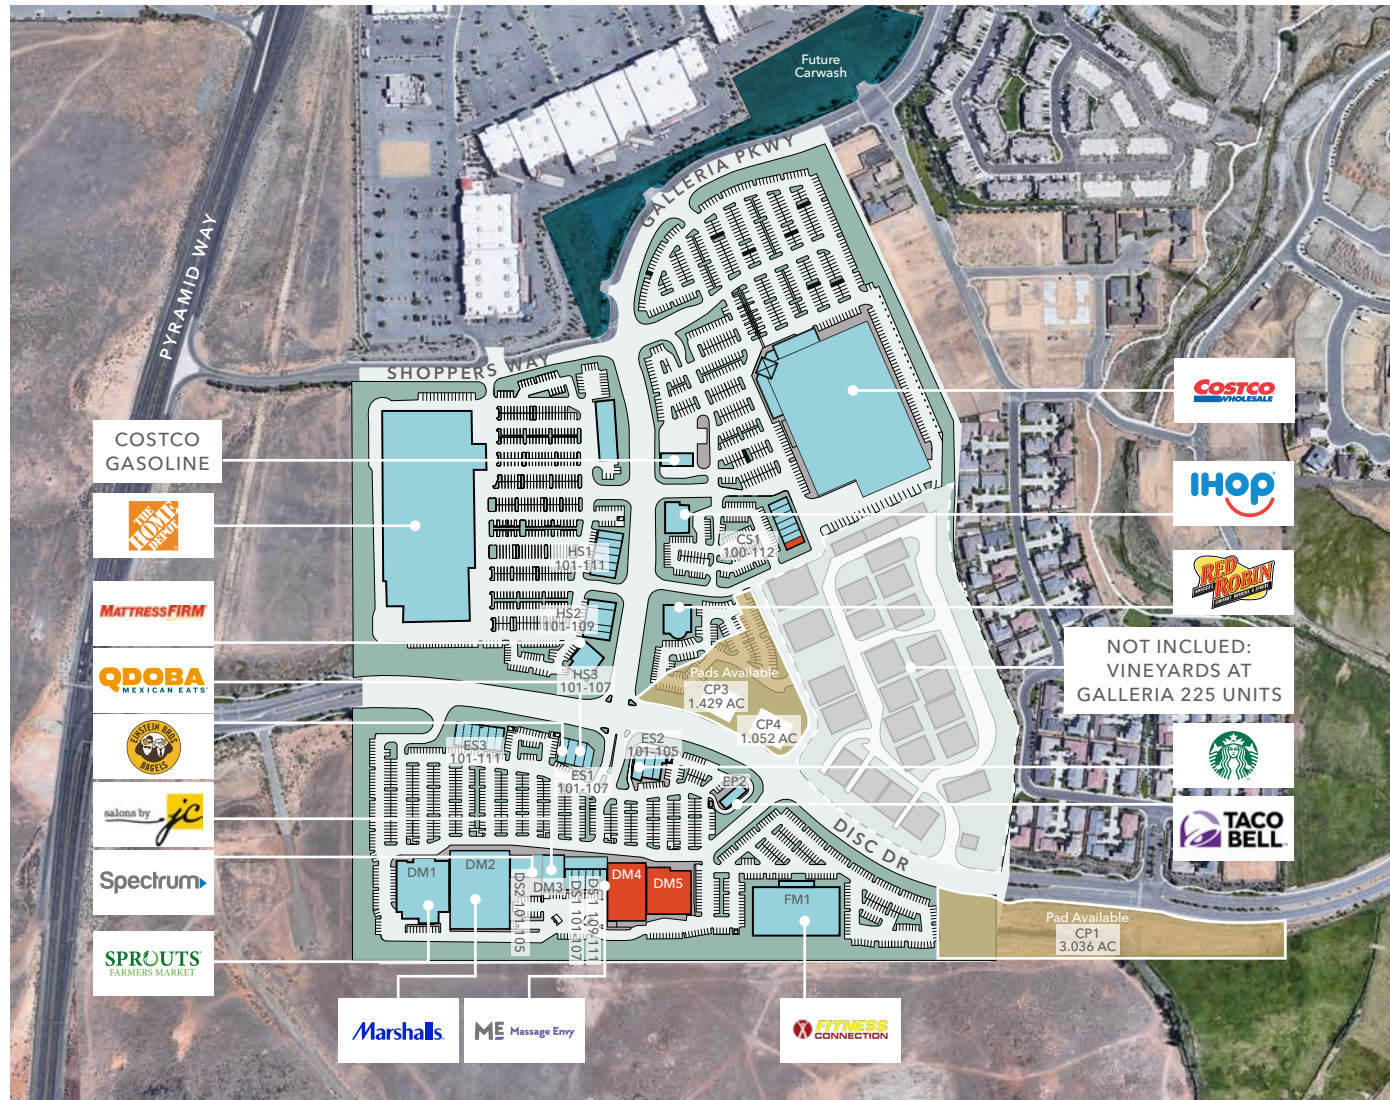 Future
Carwash
GALLERIA PKWY
PYRAMID WAY
SHOPPERS WAY
COSTCO
GASOLINE
THE
HOME
DEPOT
MATTRESSFIRM
QDOBA
MEXICAN EATS
EINSTEIN BROS
BAGELS
salons by jc
Spectrum
SPROUTS
FARMERS MARKET
COSTCO
WHOLESALE
IHOP
RED
ROBIN
NOT INCLUDED:
VINEYARDS AT
GALLERIA 225 UNITS
TACO
BELL
HS1
101-111
CS1
100-112
HS2
101-109
HS3
101-107
Pads Available
CP3
1.429 AC
CP4
1.052 AC
ES3
101-111
ES1
101-107
ES2
101-105
EP2
DISC DR
DM1
DM2
DM3
DM4
DM5
DS2-101-105
DS1 101-107
DS1 109-111
FM1
Pad Available
CP1
3.036 AC
Marshalls
ME Massage Envy
FITNESS
CONNECTION